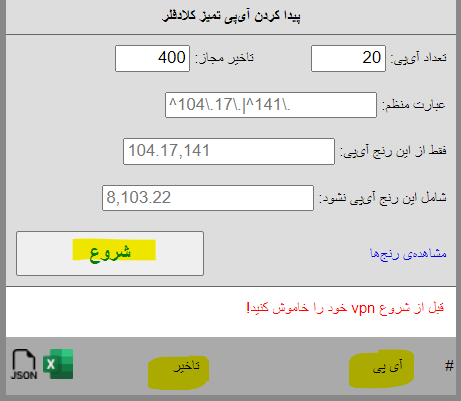 پیدا کردن آی‌پی تمیز کلادفلر
تعداد آی‌پی: 20 تاخیر مجاز: 400
عبارت منظم: ^104\.17\.|^141\.
فقط از این رنج آی‌پی: 104.17,141
شامل این رنج آی‌پی نشود: 8,103.22
مشاهده‌ی رنج‌ها شروع
قبل از شروع vpn خود را خاموش کنید!
# آی پی تاخیر X JSON